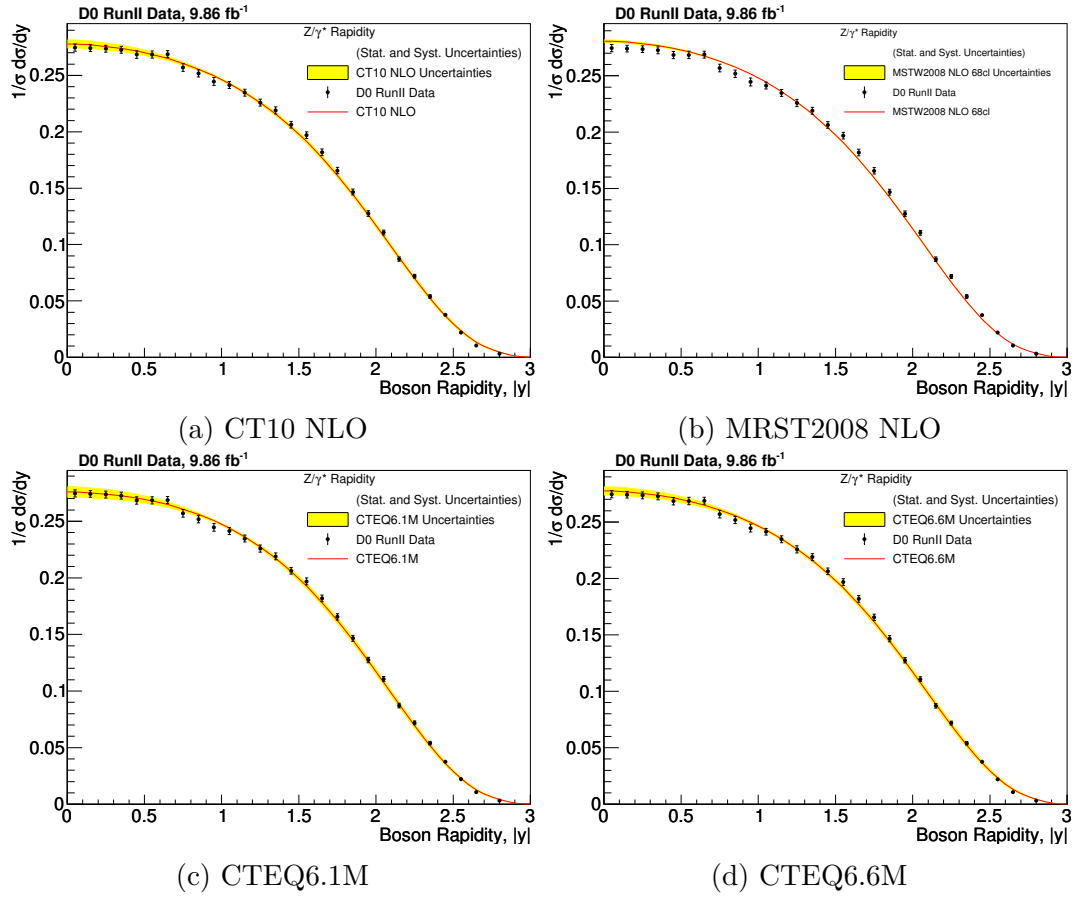 D0 RunII Data, 9.86 fb⁻¹
1/σ dσ/dy
Z/γ* Rapidity
(Stat. and Syst. Uncertainties)
CT10 NLO Uncertainties
D0 RunII Data
CT10 NLO
0.25
0.2
0.15
0.1
0.05
0
0 0.5 1 1.5 2 2.5 3
Boson Rapidity, |y|
(a) CT10 NLO
D0 RunII Data, 9.86 fb⁻¹
1/σ dσ/dy
Z/γ* Rapidity
(Stat. and Syst. Uncertainties)
MSTW2008 NLO 68cl Uncertainties
D0 RunII Data
MSTW2008 NLO 68cl
0.25
0.2
0.15
0.1
0.05
0
0 0.5 1 1.5 2 2.5 3
Boson Rapidity, |y|
(b) MRST2008 NLO
D0 RunII Data, 9.86 fb⁻¹
1/σ dσ/dy
Z/γ* Rapidity
(Stat. and Syst. Uncertainties)
CTEQ6.1M Uncertainties
D0 RunII Data
CTEQ6.1M
0.25
0.2
0.15
0.1
0.05
0
0 0.5 1 1.5 2 2.5 3
Boson Rapidity, |y|
(c) CTEQ6.1M
D0 RunII Data, 9.86 fb⁻¹
1/σ dσ/dy
Z/γ* Rapidity
(Stat. and Syst. Uncertainties)
CTEQ6.6M Uncertainties
D0 RunII Data
CTEQ6.6M
0.25
0.2
0.15
0.1
0.05
0
0 0.5 1 1.5 2 2.5 3
Boson Rapidity, |y|
(d) CTEQ6.6M